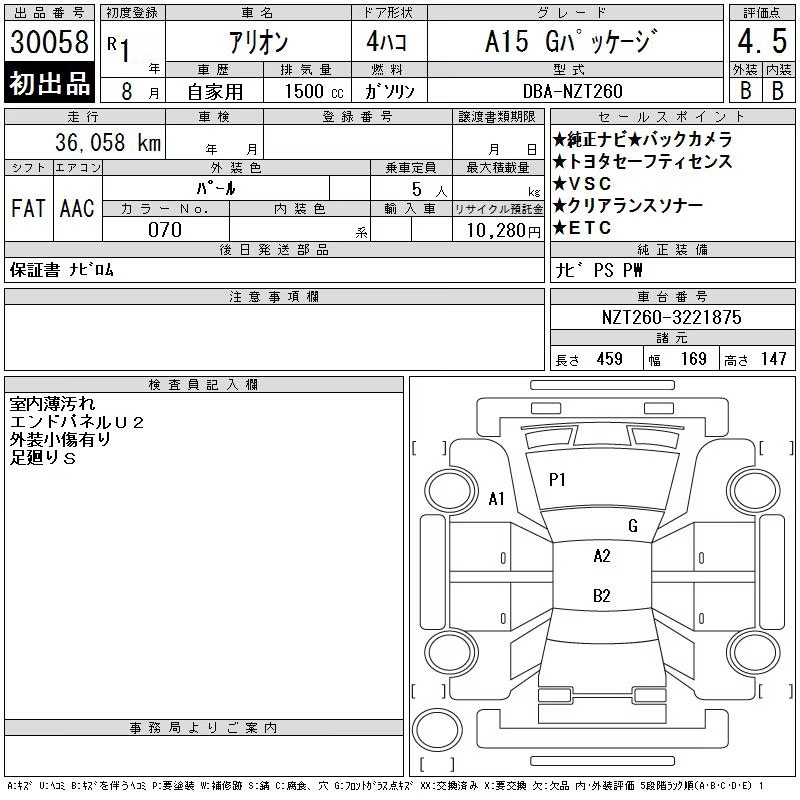 出品番号
30058
初出品
初度登録
R1年
8月
車名
アリオン
ドア形状
4ハコ
グレード
A15 Gパッケージ
評価点
4.5
車歴
自家用
排気量
1500 cc
燃料
ガソリン
型式
DBA-NZT260
外装 内装
B B
走行
36,058 km
車検
年 月
登録番号
譲渡書類期限
月 日
シフト
FAT
エアコン
AAC
外装色
パール
乗車定員
5 人
最大積載量
kg
カラーNo.
070
内装色
系
輸入車
リサイクル預託金
10,280円
後日発送部品
保証書 ナビロム
セールスポイント
★純正ナビ★バックカメラ
★トヨタセーフティセンス
★VSC
★クリアランスソナー
★ETC
純正装備
ナビ PS PW
注意事項欄
車台番号
NZT260-3221875
諸元
長さ 459 幅 169 高さ 147
検査員記入欄
室内薄汚れ
エンドパネルU2
外装小傷有り
足廻りS
事務局よりご案内
[ ] [ ]
P1
A1
G
A2
B2
[ ] [ ]
A:キズ U:ヘコミ B:キズを伴うヘコミ P:要塗装 W:補修跡 S:錆 C:腐食、穴 G:フロントガラス点キズ XX:交換済み X:要交換 欠:欠品 内・外装評価 5段階ランク順(A・B・C・D・E) 1